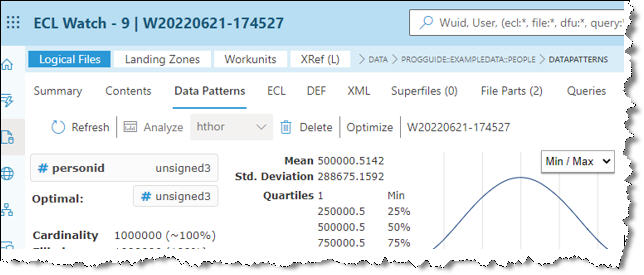 ECL Watch - 9 | W20220621-174527
Wuid, User, (ecl:*, file:*, dfu:*, query:*
Logical Files Landing Zones Workunits XRef (L) > DATA > PROGGUIDE::EXAMPLEDATA::PEOPLE > DATAPATTERNS
Summary Contents Data Patterns ECL DEF XML Superfiles (0) File Parts (2) Queries
Refresh Analyze hthor Delete Optimize W20220621-174527
# personid unsigned3
Optimal: # unsigned3
Cardinality 1000000 (~100%)
Mean 500000.5142
Std. Deviation 288675.1592
Quartiles 1 Min
250000.5 25%
500000.5 50%
750000.5 75%
Min / Max